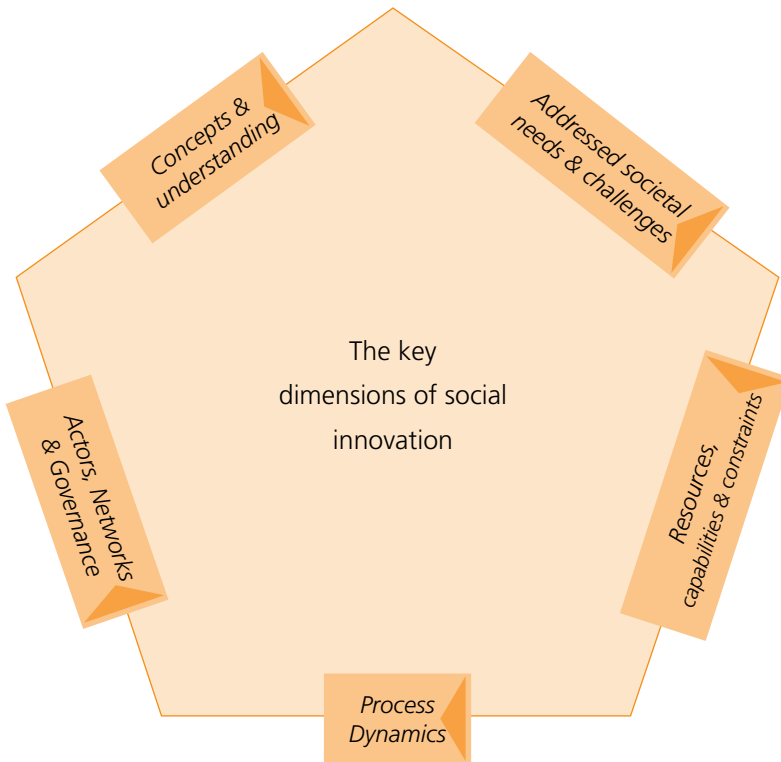 Concepts &
understanding
Addressed societal
needs & challenges
The key
dimensions of social
innovation
Actors, Networks
& Governance
Resources,
capabilities & constraints
Process
Dynamics